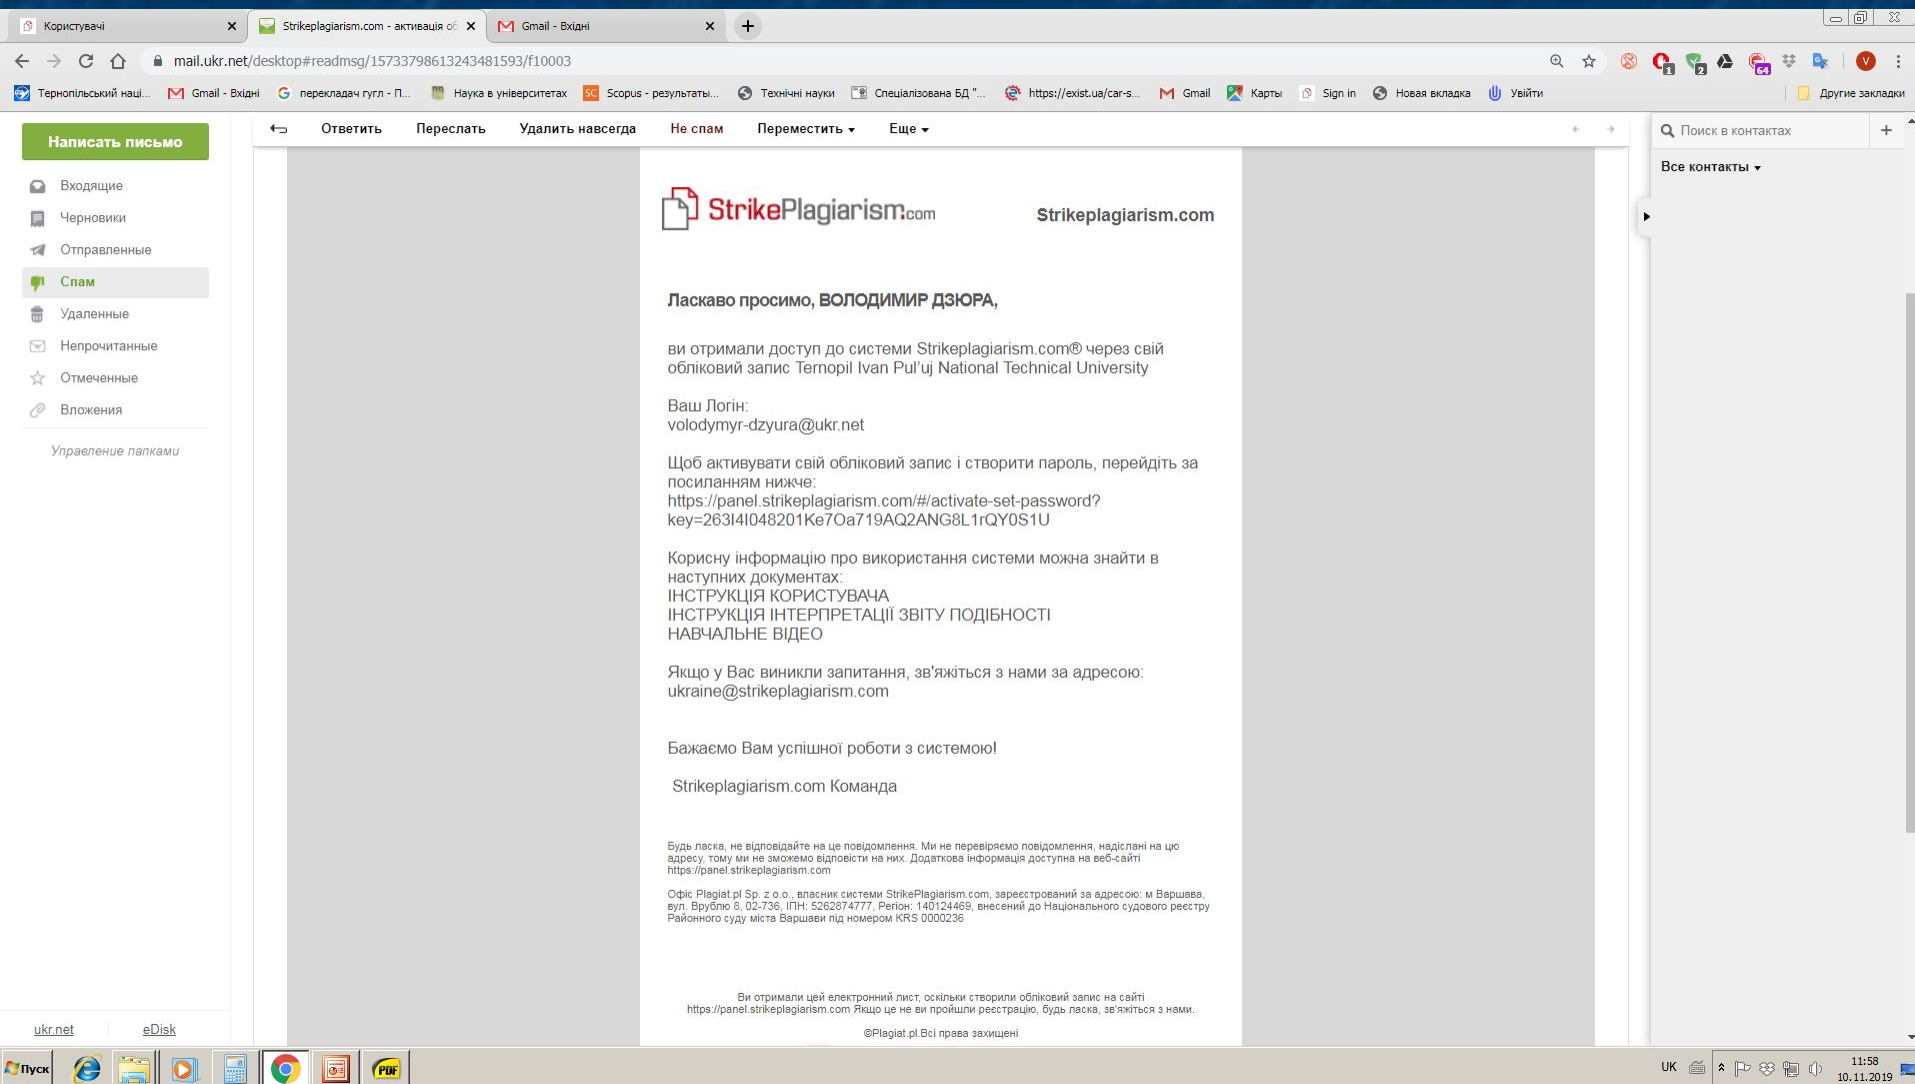 Користувачі
Strikeplagiarism.com - активація об
Gmail - Вхідні
mail.ukr.net/desktop#readmsg/15733798613243481593/f10003
1
2
64
V
Тернопільський наці...
Gmail - Вхідні
перекладач гугл - П...
Наука в університетах
SC
Scopus - результаты...
Технічні науки
Спеціалізована БД "...
https://exist.ua/car-s...
Gmail
Карты
Sign in
Новая вкладка
Увійти
Другие закладки
Написать письмо
Входящие
Черновики
Отправленные
Спам
Удаленные
Непрочитанные
Отмеченные
Вложения
Управление папками
ukr.net
eDisk
Ответить
Переслать
Удалить навсегда
Не спам
Переместить
Еще
Поиск в контактах
Все контакты
StrikePlagiarism.com
Strikeplagiarism.com
Ласкаво просимо, ВОЛОДИМИР ДЗЮРА,
ви отримали доступ до системи Strikeplagiarism.com® через свій
обліковий запис Ternopil Ivan Pul'uj National Technical University
Ваш Логін:
volodymyr-dzyura@ukr.net
Щоб активувати свій обліковий запис і створити пароль, перейдіть за
посиланням нижче:
https://panel.strikeplagiarism.com/#/activate-set-password?
key=263I4I048201Ke7Oa719AQ2ANG8L1rQY0S1U
Корисну інформацію про використання системи можна знайти в
наступних документах:
ІНСТРУКЦІЯ КОРИСТУВАЧА
ІНСТРУКЦІЯ ІНТЕРПРЕТАЦІЇ ЗВІТУ ПОДІБНОСТІ
НАВЧАЛЬНЕ ВІДЕО
Якщо у Вас виникли запитання, зв'яжіться з нами за адресою:
ukraine@strikeplagiarism.com
Бажаємо Вам успішної роботи з системою!
Strikeplagiarism.com Команда
Будь ласка, не відповідайте на це повідомлення. Ми не перевіряємо повідомлення, надіслані на цю
адресу, тому ми не зможемо відповісти на них. Додаткова інформація доступна на веб-сайті
https://panel.strikeplagiarism.com
Офіс Plagiat.pl Sp. z o.o., власник системи StrikePlagiarism.com, зареєстрований за адресою: м Варшава,
вул. Врублю 8, 02-736, ІПН: 5262874777, Регіон: 140124469, внесений до Національного судового реєстру
Районного суду міста Варшави під номером KRS 0000236
Ви отримали цей електронний лист, оскільки створили обліковий запис на сайті
https://panel.strikeplagiarism.com Якщо це не ви пройшли реєстрацію, будь ласка, зв'яжіться з нами.
©Plagiat.pl.Всі права захищені
Пуск
PDF
UK
11:58
10.11.2019